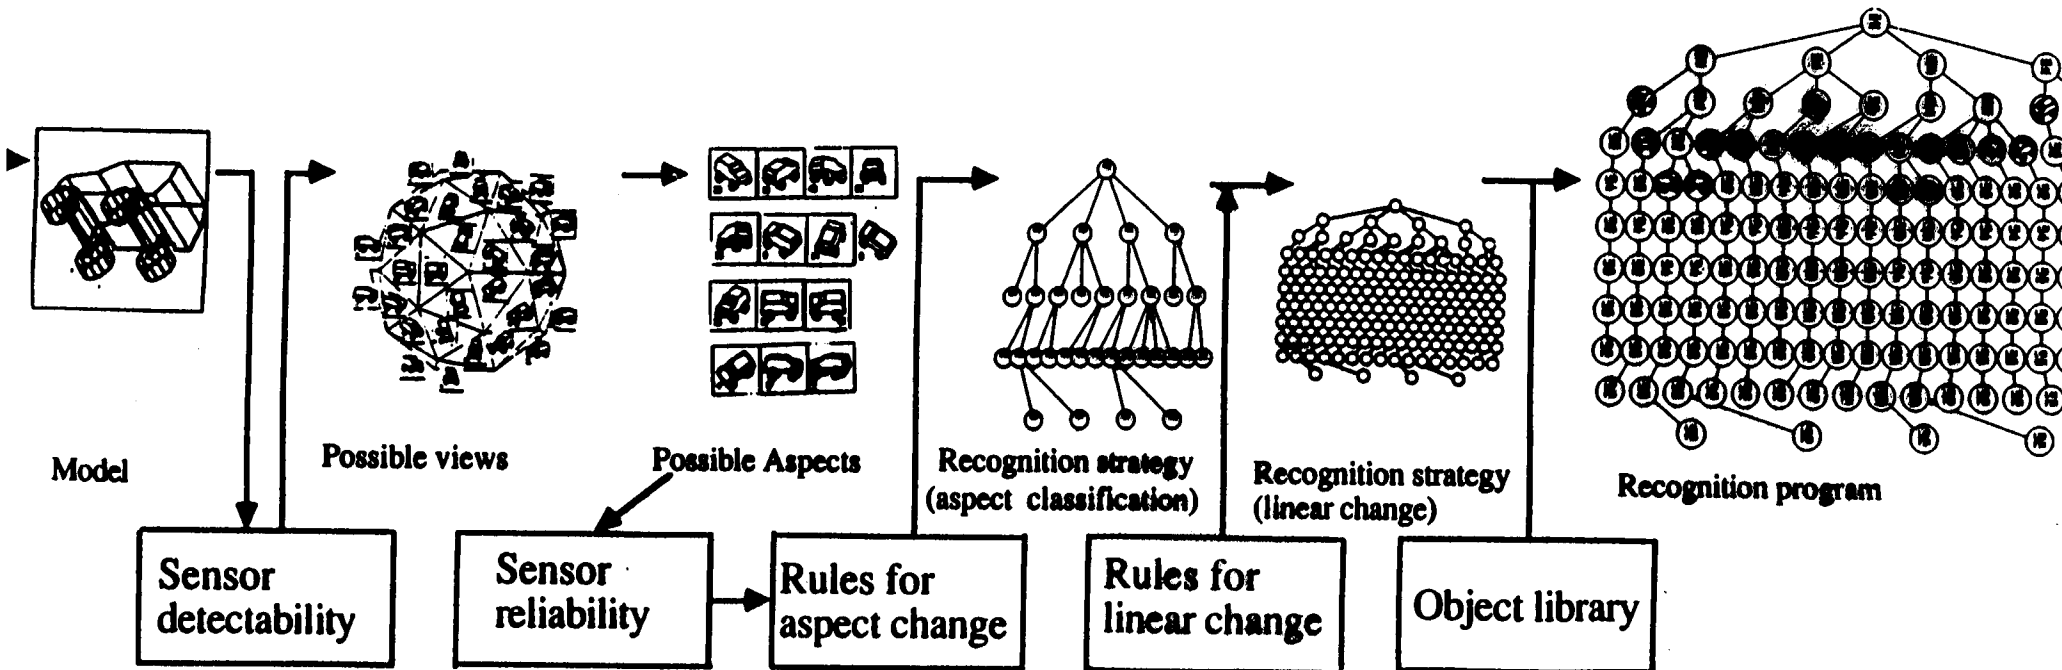 Model
Possible views
Possible Aspects
Recognition strategy
(aspect classification)
Recognition strategy
(linear change)
Recognition program
Sensor
detectability
Sensor
reliability
Rules for
aspect change
Rules for
linear change
Object library